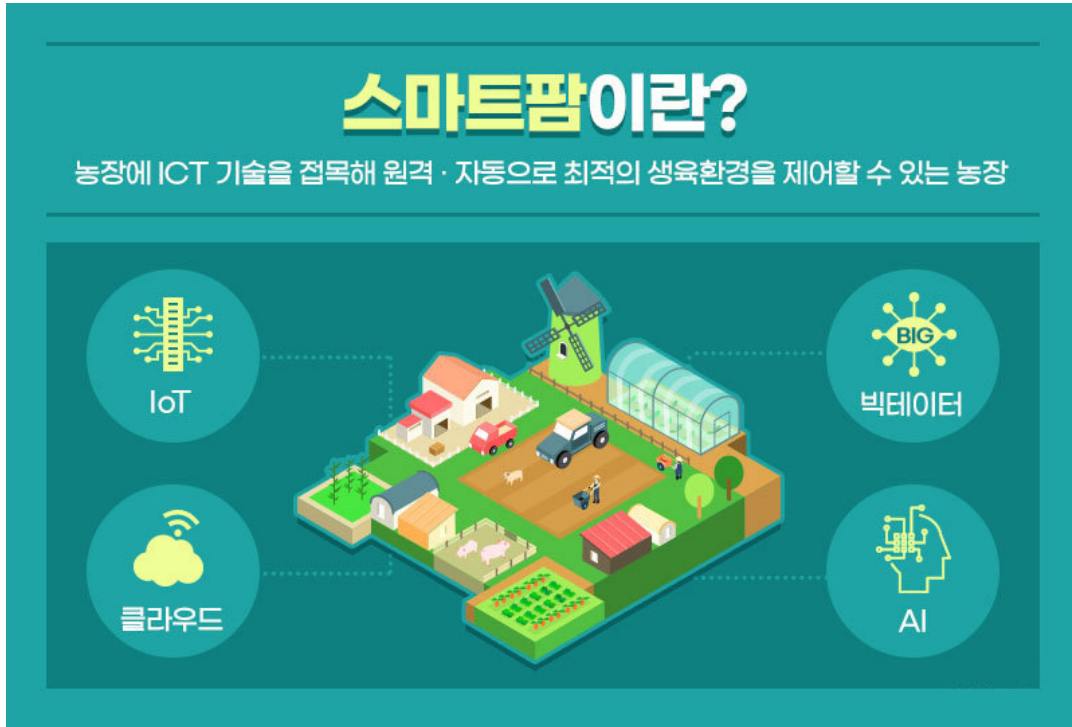 스마트팜이란?
농장에 ICT 기술을 접목해 원격 · 자동으로 최적의 생육환경을 제어할 수 있는 농장
IoT
BIG
빅테이터
클라우드
AI